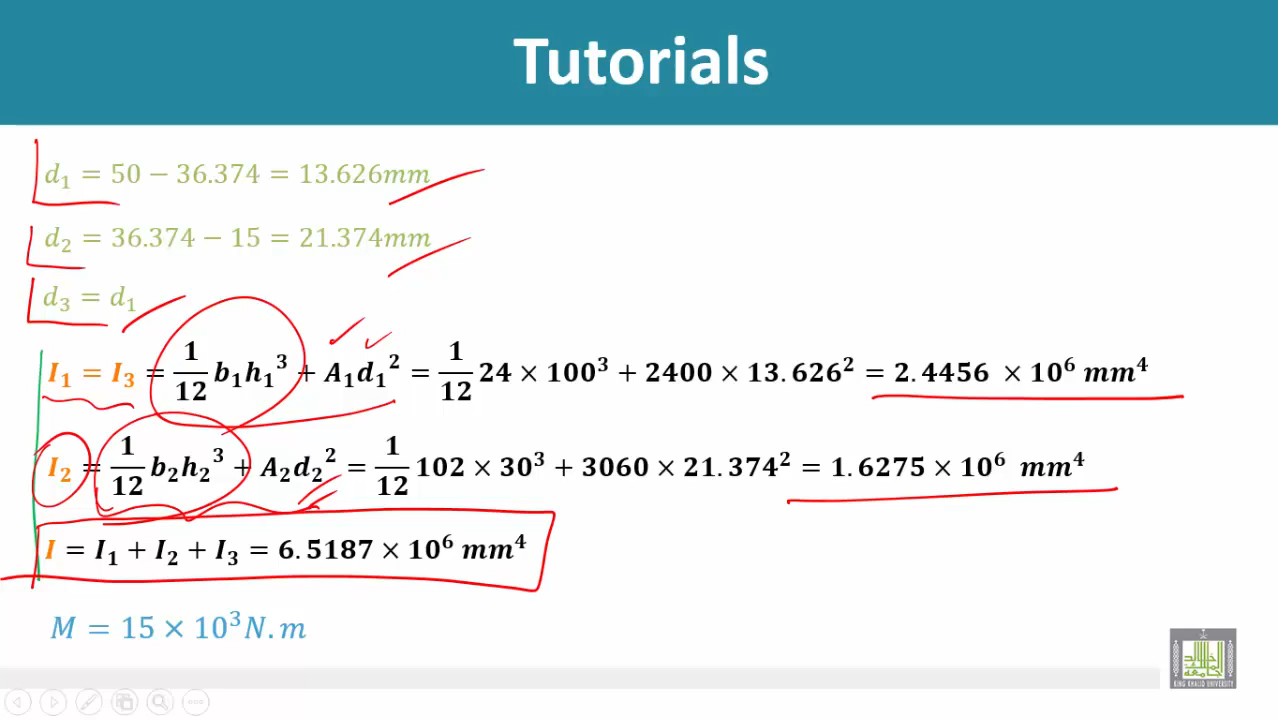 Tutorials
d₁ = 50 − 36.374 = 13.626mm
d₂ = 36.374 − 15 = 21.374mm
d₃ = d₁
I₁ = I₃ = 1/12 b₁h₁³ + A₁d₁² = 1/12 24 × 100³ + 2400 × 13.626² = 2.4456 × 10⁶ mm⁴
I₂ = 1/12 b₂h₂³ + A₂d₂² = 1/12 102 × 30³ + 3060 × 21.374² = 1.6275 × 10⁶ mm⁴
I = I₁ + I₂ + I₃ = 6.5187 × 10⁶ mm⁴
M = 15 × 10³N.m
KING KHALID UNIVERSITY